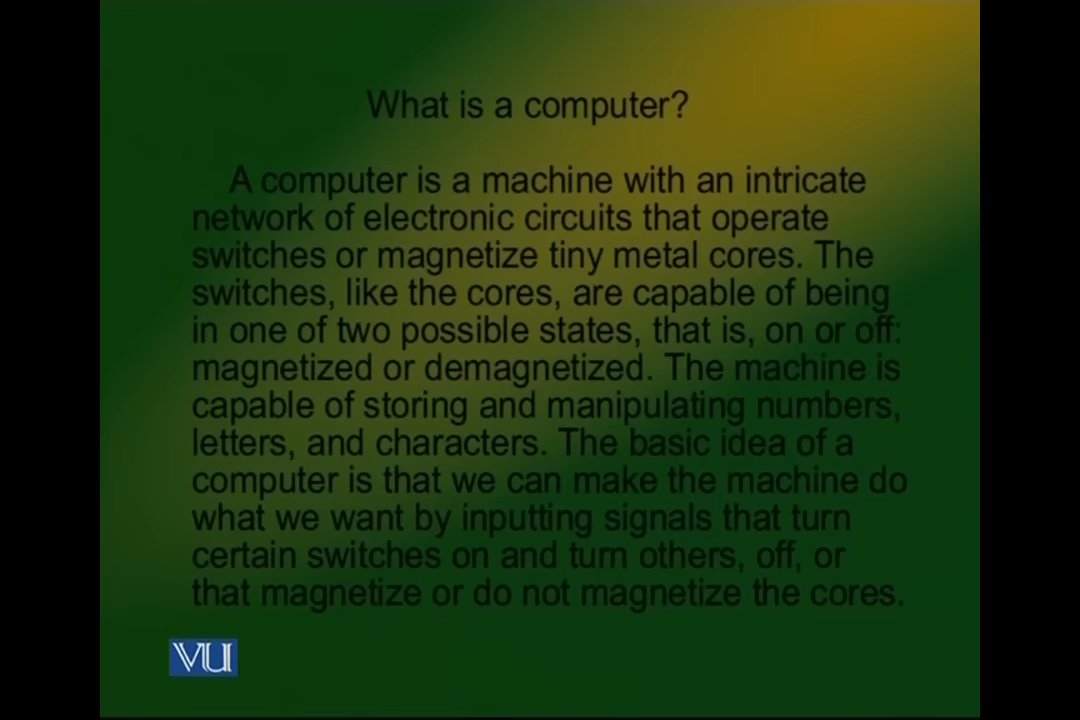 What is a computer?
A computer is a machine with an intricate
network of electronic circuits that operate
switches or magnetize tiny metal cores. The
switches, like the cores, are capable of being
in one of two possible states, that is, on or off:
magnetized or demagnetized. The machine is
capable of storing and manipulating numbers,
letters, and characters. The basic idea of a
computer is that we can make the machine do
what we want by inputting signals that turn
certain switches on and turn others, off, or
that magnetize or do not magnetize the cores.
VU